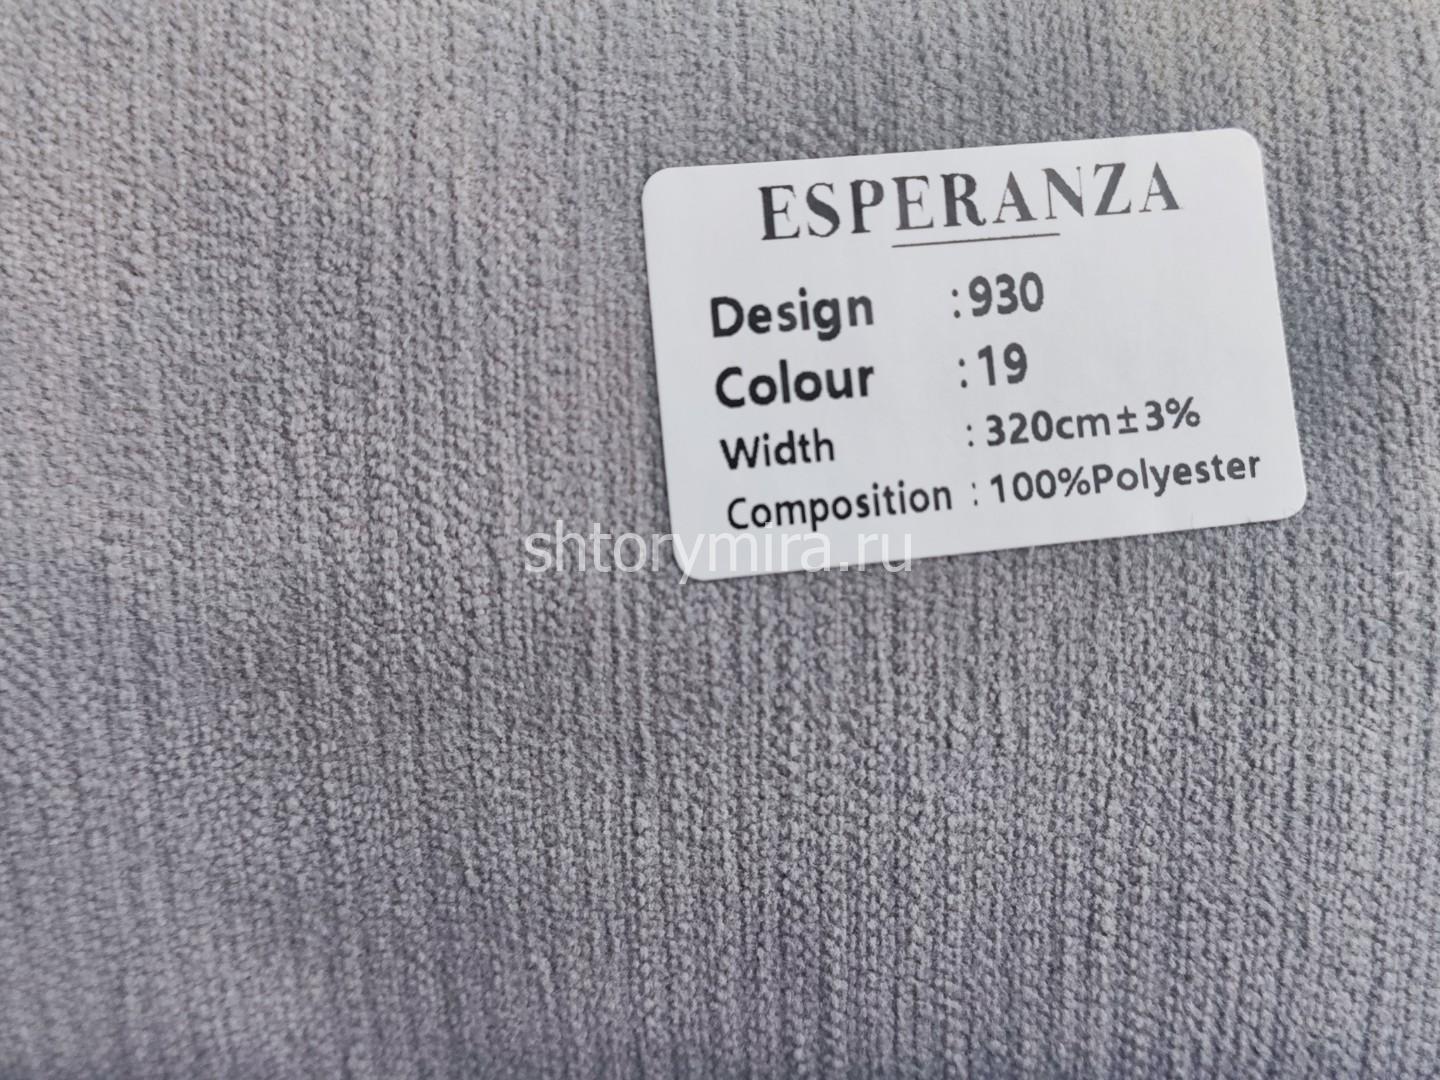 ESPERANZA
Design :930
Colour :19
Width : 320cm±3%
Composition : 100%Polyester
shtorymira.ru